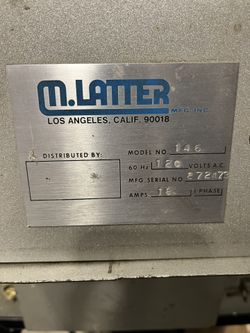 M.LATTER
MFG. INC.
LOS ANGELES, CALIF. 90018
DISTRIBUTED BY:
MODEL NO 146
60 Hz 120 VOLTS A.C.
MFG SERIAL NO
AMPS 1 PHASE